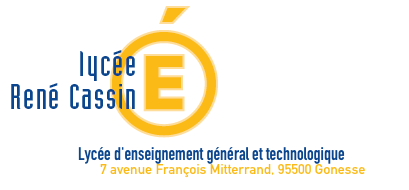 lycée
René Cassin
É
Lycée d'enseignement général et technologique
7 avenue François Mitterrand, 95500 Gonesse